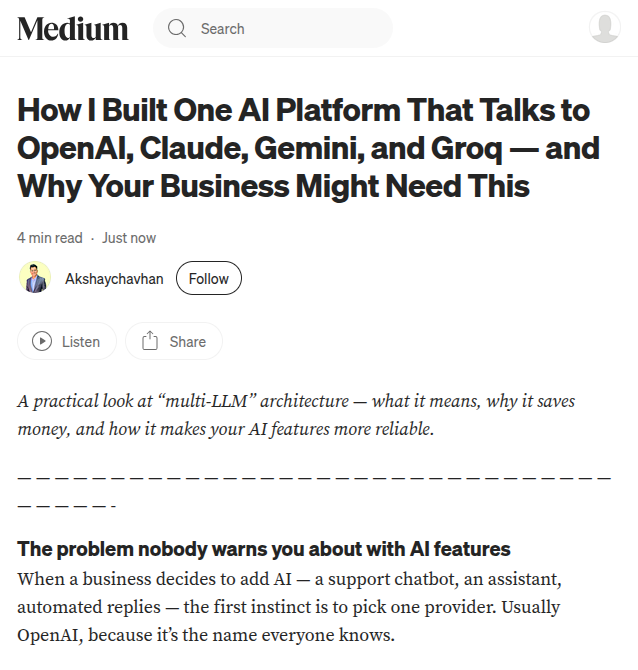 Medium
Search
How I Built One AI Platform That Talks to
OpenAI, Claude, Gemini, and Groq — and
Why Your Business Might Need This
4 min read · Just now
Akshaychavhan
Follow
Listen
Share
A practical look at “multi-LLM” architecture — what it means, why it saves
money, and how it makes your AI features more reliable.
— — — — — — — — — — — — — — — — — — — — — — — — — — — — — — — — —
— — — — — -
The problem nobody warns you about with AI features
When a business decides to add AI — a support chatbot, an assistant,
automated replies — the first instinct is to pick one provider. Usually
OpenAI, because it’s the name everyone knows.